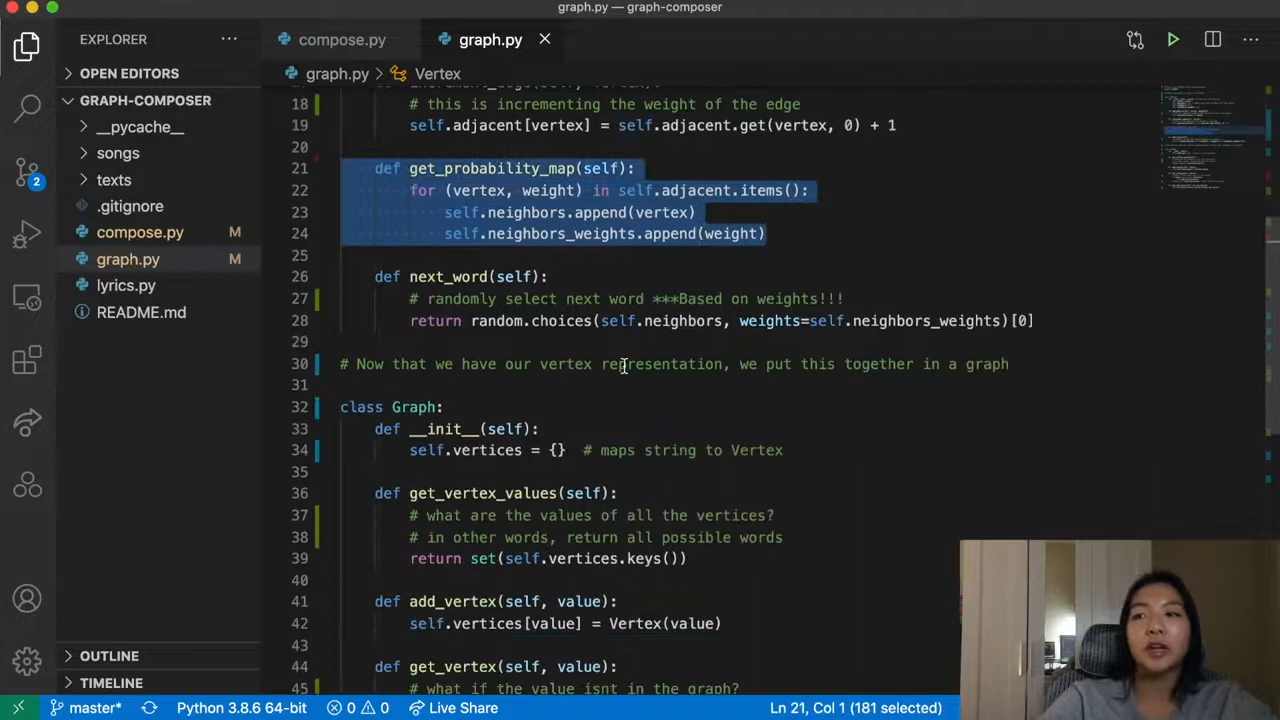 graph.py — graph-composer
EXPLORER
OPEN EDITORS
GRAPH-COMPOSER
__pycache__
songs
texts
.gitignore
compose.py M
graph.py M
lyrics.py
README.md
OUTLINE
TIMELINE
2
compose.py graph.py
graph.py > Vertex
18 # this is incrementing the weight of the edge
19 self.adjacent[vertex] = self.adjacent.get(vertex, 0) + 1
20
21 def get_probability_map(self):
22 for (vertex, weight) in self.adjacent.items():
23 self.neighbors.append(vertex)
24 self.neighbors_weights.append(weight)
25
26 def next_word(self):
27 # randomly select next word ***Based on weights!!!
28 return random.choices(self.neighbors, weights=self.neighbors_weights)[0]
29
30 # Now that we have our vertex representation, we put this together in a graph
31
32 class Graph:
33 def __init__(self):
34 self.vertices = {} # maps string to Vertex
35
36 def get_vertex_values(self):
37 # what are the values of all the vertices?
38 # in other words, return all possible words
39 return set(self.vertices.keys())
40
41 def add_vertex(self, value):
42 self.vertices[value] = Vertex(value)
43
44 def get_vertex(self, value):
45 # what if the value isnt in the graph?
master* Python 3.8.6 64-bit 0 0 Live Share Ln 21, Col 1 (181 selected)